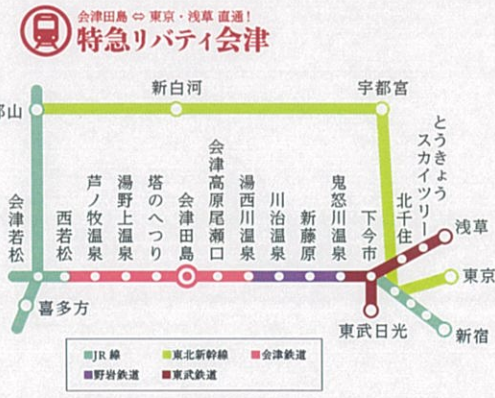 会津田島 ⇔ 東京・浅草 直通!
特急リバティ会津
郡山
新白河
宇都宮
会津若松
西若松
芦ノ牧温泉
湯野上温泉
塔のへつり
会津田島
会津高原尾瀬口
湯西川温泉
川治温泉
新藤原
鬼怒川温泉
下今市
北千住
とうきょう
スカイツリー
浅草
東京
新宿
東武日光
喜多方
JR線
東北新幹線
会津鉄道
野岩鉄道
東武鉄道